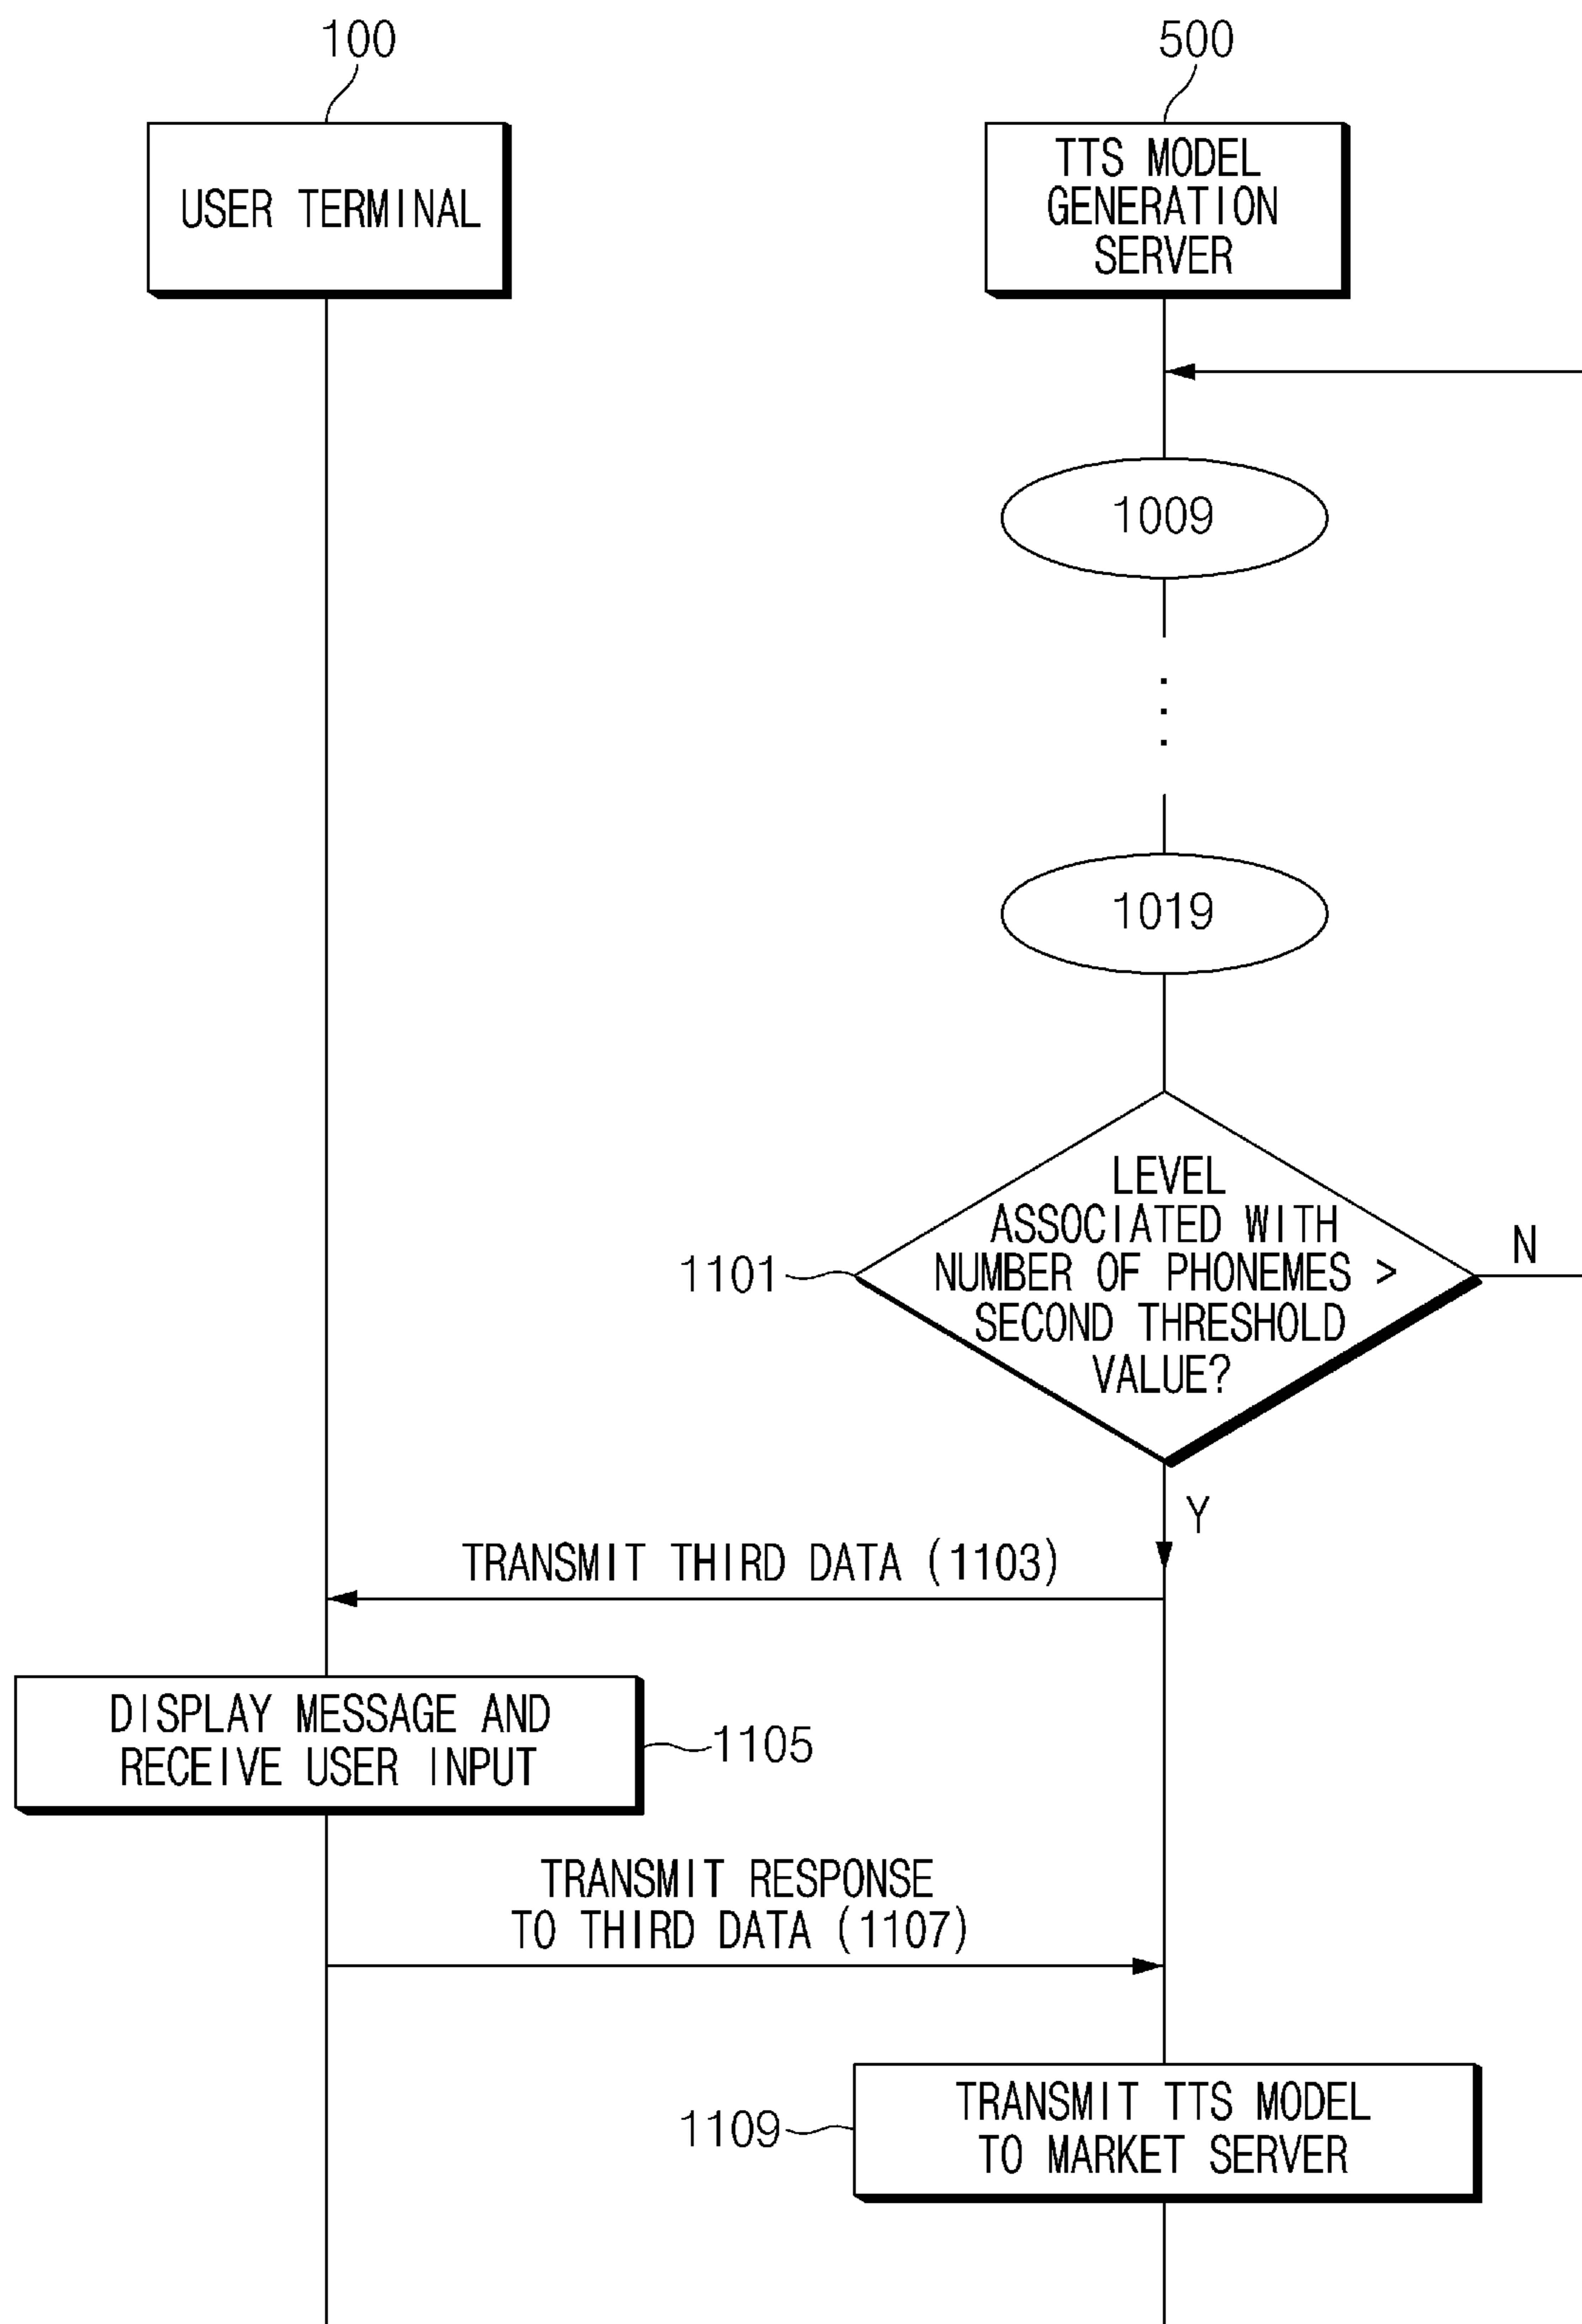 100
500
USER TERMINAL
TTS MODEL
GENERATION
SERVER
1009
1019
LEVEL
ASSOCIATED WITH
NUMBER OF PHONEMES >
SECOND THRESHOLD
VALUE?
1101
N
Y
TRANSMIT THIRD DATA (1103)
DISPLAY MESSAGE AND
RECEIVE USER INPUT
1105
TRANSMIT RESPONSE
TO THIRD DATA (1107)
TRANSMIT TTS MODEL
TO MARKET SERVER
1109